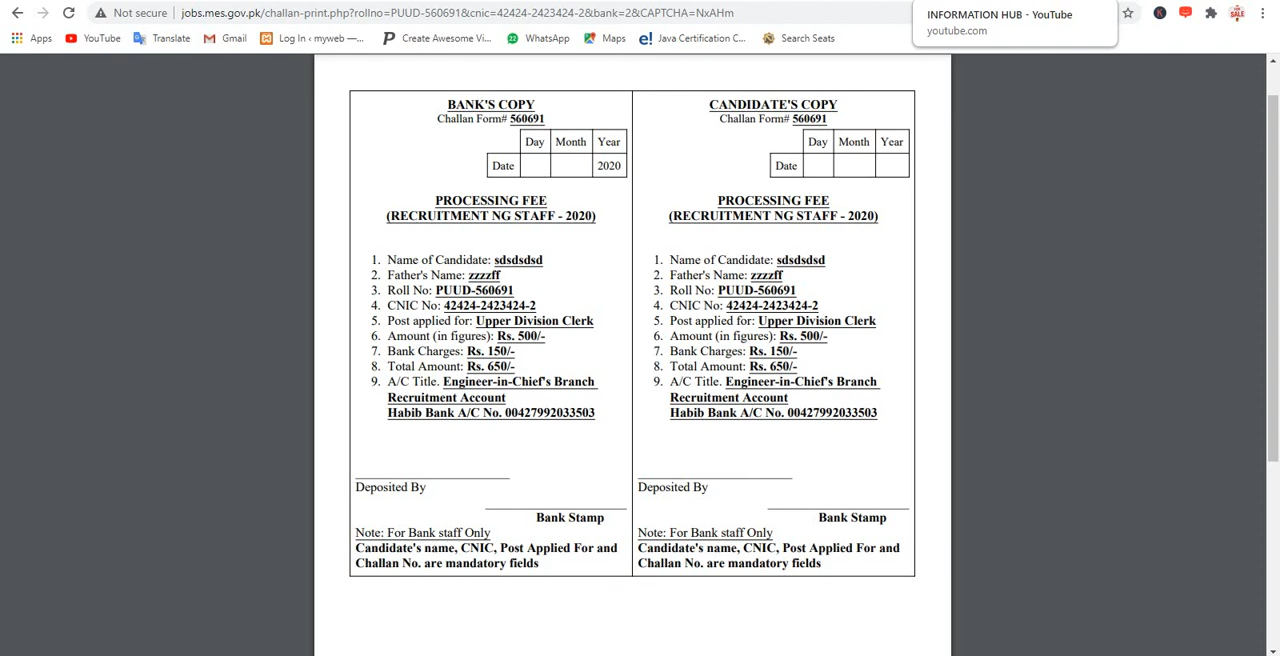 Not secure | jobs.mes.gov.pk/challan-print.php?rollno=PUUD-560691&cnic=42424-2423424-2&bank=2&CAPTCHA=NxAHm
INFORMATION HUB - YouTube
youtube.com
Apps YouTube Translate Gmail Log In ‹ myweb —... Create Awesome Vi... WhatsApp Maps Java Certification C... Search Seats
BANK'S COPY
Challan Form# 560691
Day Month Year
Date 2020
PROCESSING FEE
(RECRUITMENT NG STAFF - 2020)
1. Name of Candidate: sdsdsdsd
2. Father's Name: zzzzff
3. Roll No: PUUD-560691
4. CNIC No: 42424-2423424-2
5. Post applied for: Upper Division Clerk
6. Amount (in figures): Rs. 500/-
7. Bank Charges: Rs. 150/-
8. Total Amount: Rs. 650/-
9. A/C Title. Engineer-in-Chief's Branch
Recruitment Account
Habib Bank A/C No. 00427992033503
Deposited By
Bank Stamp
Note: For Bank staff Only
Candidate's name, CNIC, Post Applied For and
Challan No. are mandatory fields
CANDIDATE'S COPY
Challan Form# 560691
Day Month Year
Date
PROCESSING FEE
(RECRUITMENT NG STAFF - 2020)
1. Name of Candidate: sdsdsdsd
2. Father's Name: zzzzff
3. Roll No: PUUD-560691
4. CNIC No: 42424-2423424-2
5. Post applied for: Upper Division Clerk
6. Amount (in figures): Rs. 500/-
7. Bank Charges: Rs. 150/-
8. Total Amount: Rs. 650/-
9. A/C Title. Engineer-in-Chief's Branch
Recruitment Account
Habib Bank A/C No. 00427992033503
Deposited By
Bank Stamp
Note: For Bank staff Only
Candidate's name, CNIC, Post Applied For and
Challan No. are mandatory fields